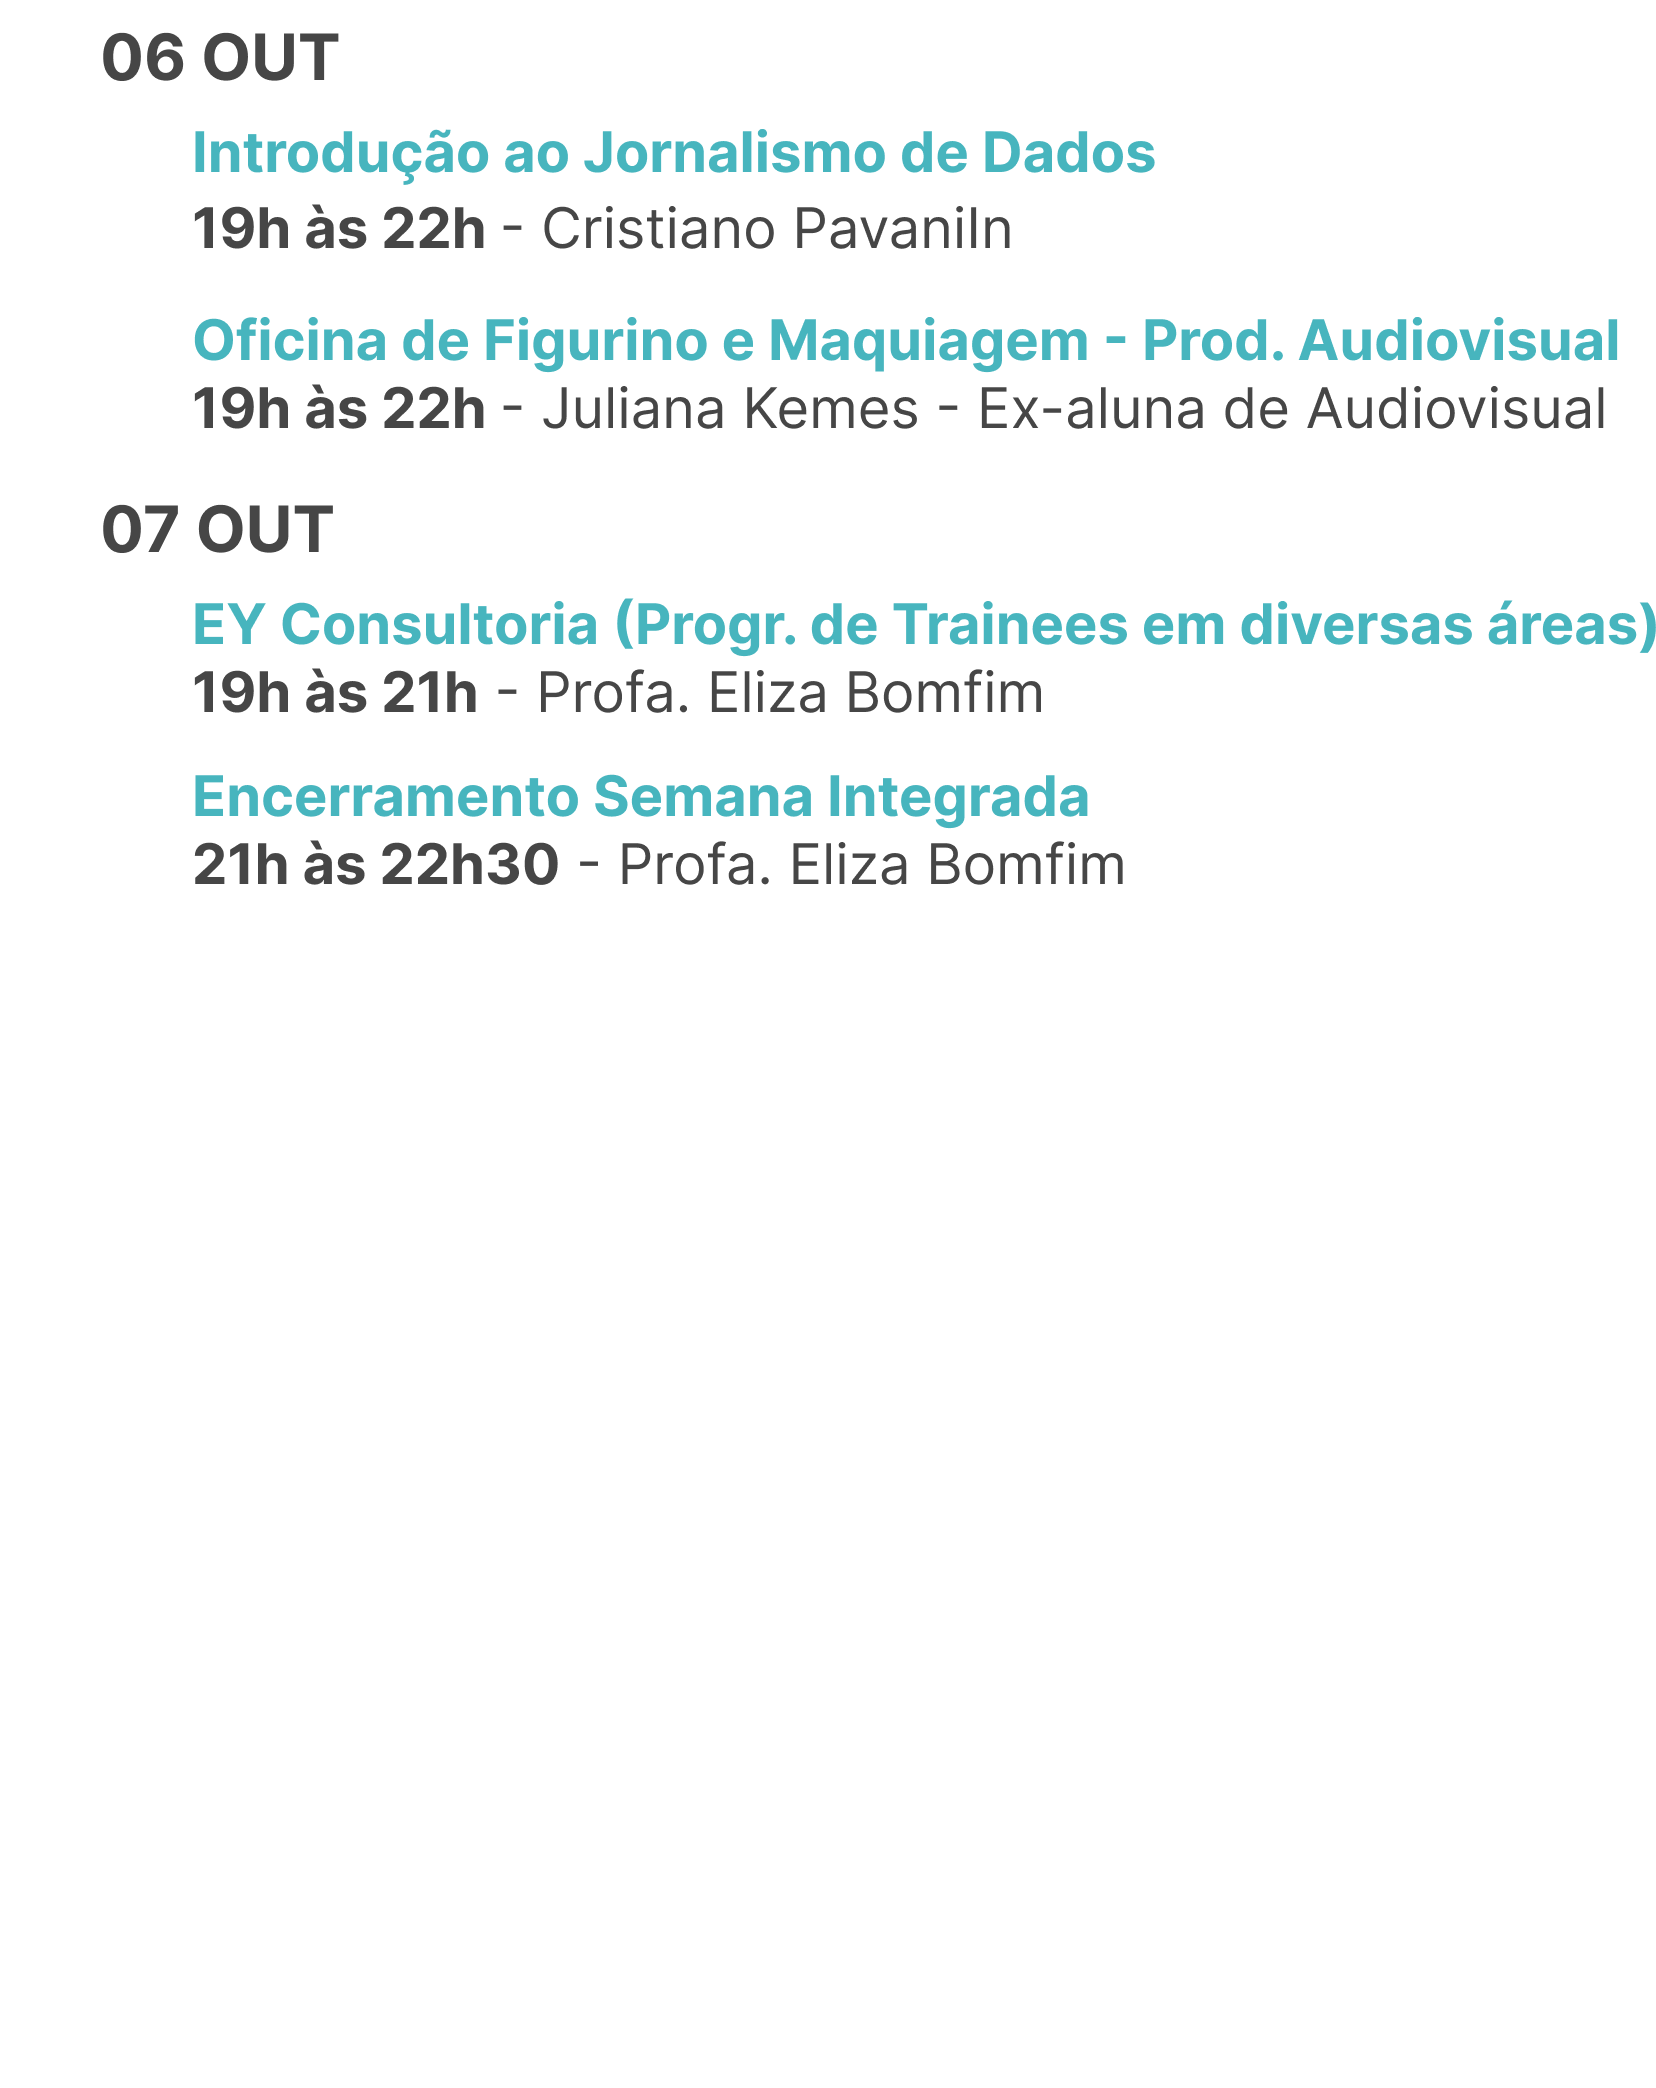 06 OUT
Introdução ao Jornalismo de Dados
19h às 22h - Cristiano Pavaniln
Oficina de Figurino e Maquiagem - Prod. Audiovisual
19h às 22h - Juliana Kemes - Ex-aluna de Audiovisual
07 OUT
EY Consultoria (Progr. de Trainees em diversas áreas)
19h às 21h - Profa. Eliza Bomfim
Encerramento Semana Integrada
21h às 22h30 - Profa. Eliza Bomfim